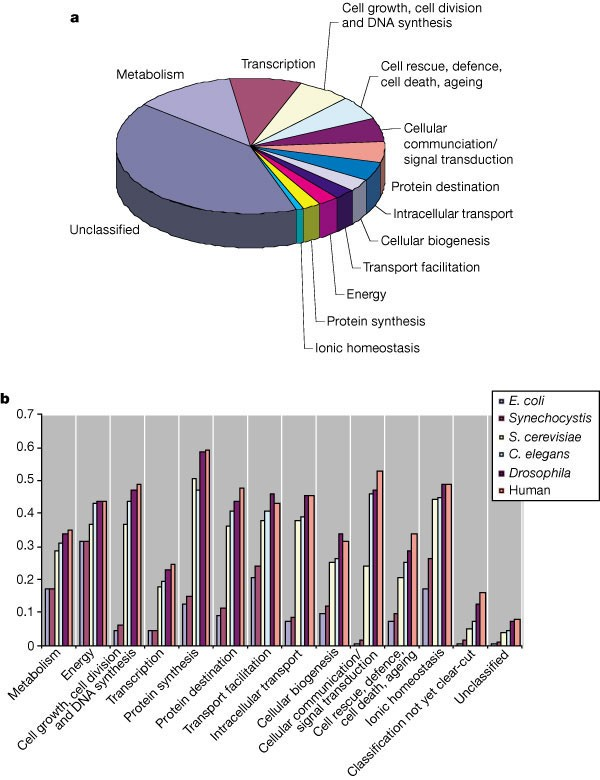 a
Cell growth, cell division
and DNA synthesis
Transcription
Metabolism
Cell rescue, defence,
cell death, ageing
Cellular
communciation/
signal transduction
Protein destination
Intracellular transport
Cellular biogenesis
Transport facilitation
Energy
Protein synthesis
Ionic homeostasis
Unclassified
b
E. coli
Synechocystis
S. cerevisiae
C. elegans
Drosophila
Human
0.7
0.6
0.5
0.4
0.3
0.2
0.1
0
Metabolism
Energy
Cell growth, cell division
and DNA synthesis
Transcription
Protein synthesis
Protein destination
Transport facilitation
Intracellular transport
Cellular biogenesis
Cellular communication/
signal transduction
Cell rescue, defence,
cell death, ageing
Ionic homeostasis
Classification not yet clear-cut
Unclassified